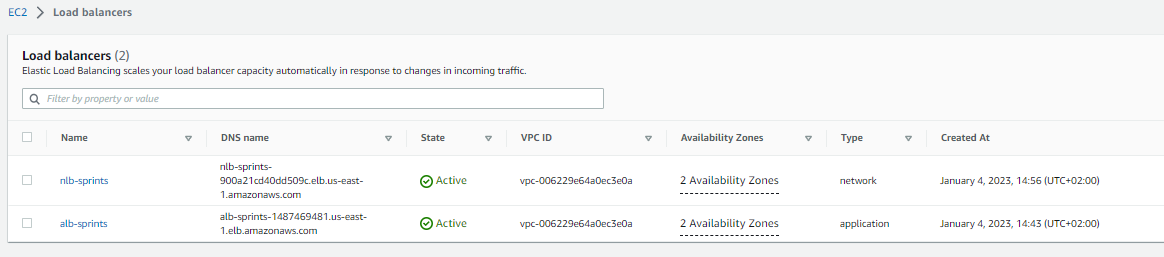 EC2 > Load balancers
Load balancers (2)
Elastic Load Balancing scales your load balancer capacity automatically in response to changes in incoming traffic.
Filter by property or value
Name DNS name State VPC ID Availability Zones Type Created At
nlb-sprints-
nlb-sprints 900a21cd40dd509c.elb.us-east- Active vpc-006229e64a0ec3e0a 2 Availability Zones network January 4, 2023, 14:56 (UTC+02:00)
1.amazonaws.com
alb-sprints alb-sprints-1487469481.us-east- Active vpc-006229e64a0ec3e0a 2 Availability Zones application January 4, 2023, 14:43 (UTC+02:00)
1.elb.amazonaws.com